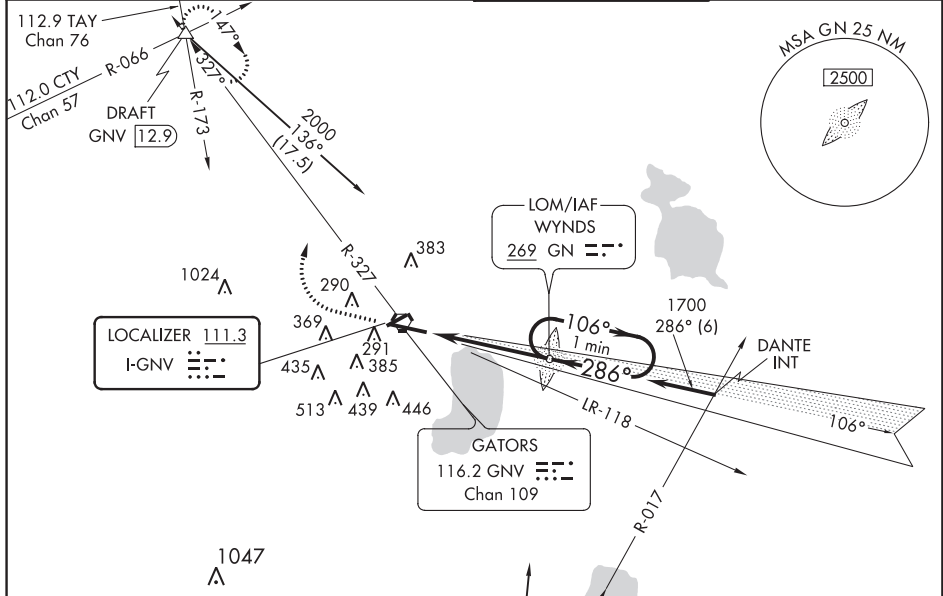 112.9 TAY
Chan 76
R-066
112.0 CTY
Chan 57
147°
327°
DRAFT
GNV 12.9
R-173
2000
136°
(17.5)
MSA GN 25 NM
2500
R-327
LOM/IAF
WYNDS
269 GN
383
1024
290
LOCALIZER 111.3
I-GNV
369
291
435
385
513
439
446
106°
1 min
286°
1700
286° (6)
DANTE
INT
LR-118
106°
GATORS
116.2 GNV
Chan 109
R-017
1047